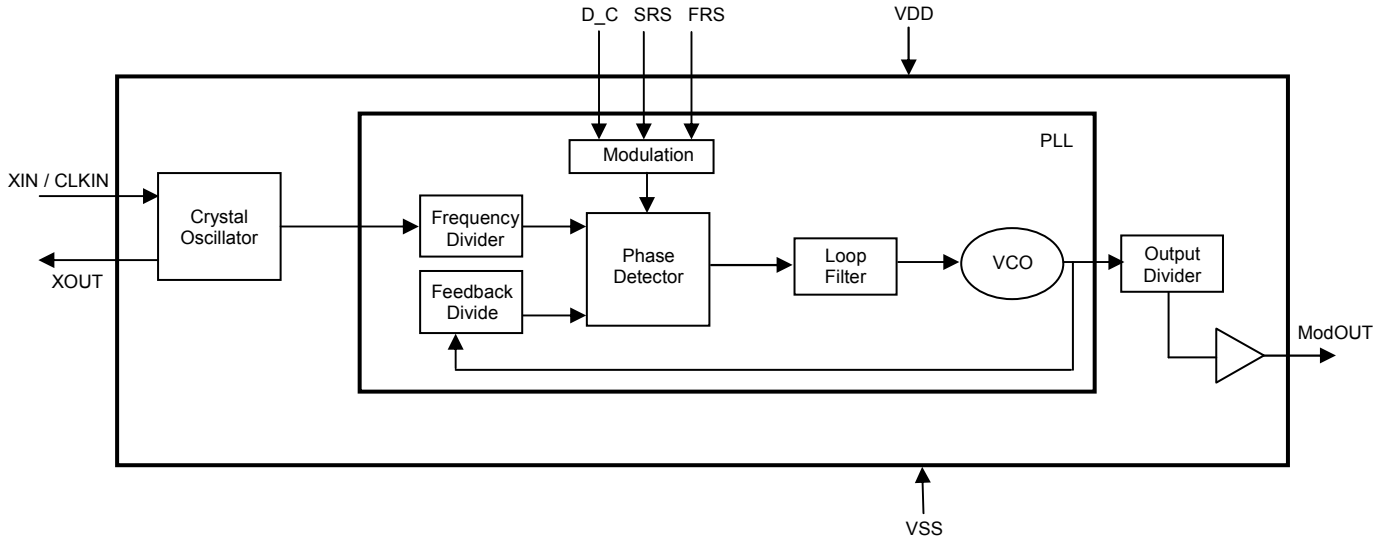 D_C SRS FRS
VDD
PLL
Modulation
XIN / CLKIN
Crystal
Oscillator
XOUT
Frequency
Divider
Feedback
Divide
Phase
Detector
Loop
Filter
VCO
Output
Divider
ModOUT
VSS